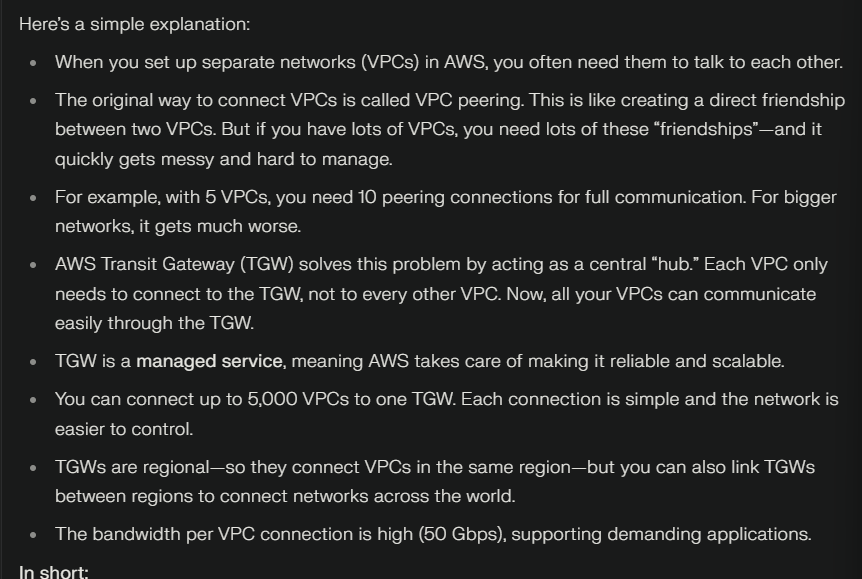 Here's a simple explanation:
• When you set up separate networks (VPCs) in AWS, you often need them to talk to each other.
• The original way to connect VPCs is called VPC peering. This is like creating a direct friendship
between two VPCs. But if you have lots of VPCs, you need lots of these “friendships”—and it
quickly gets messy and hard to manage.
• For example, with 5 VPCs, you need 10 peering connections for full communication. For bigger
networks, it gets much worse.
• AWS Transit Gateway (TGW) solves this problem by acting as a central “hub.” Each VPC only
needs to connect to the TGW, not to every other VPC. Now, all your VPCs can communicate
easily through the TGW.
• TGW is a managed service, meaning AWS takes care of making it reliable and scalable.
• You can connect up to 5,000 VPCs to one TGW. Each connection is simple and the network is
easier to control.
• TGWs are regional—so they connect VPCs in the same region—but you can also link TGWs
between regions to connect networks across the world.
• The bandwidth per VPC connection is high (50 Gbps), supporting demanding applications.
In short: